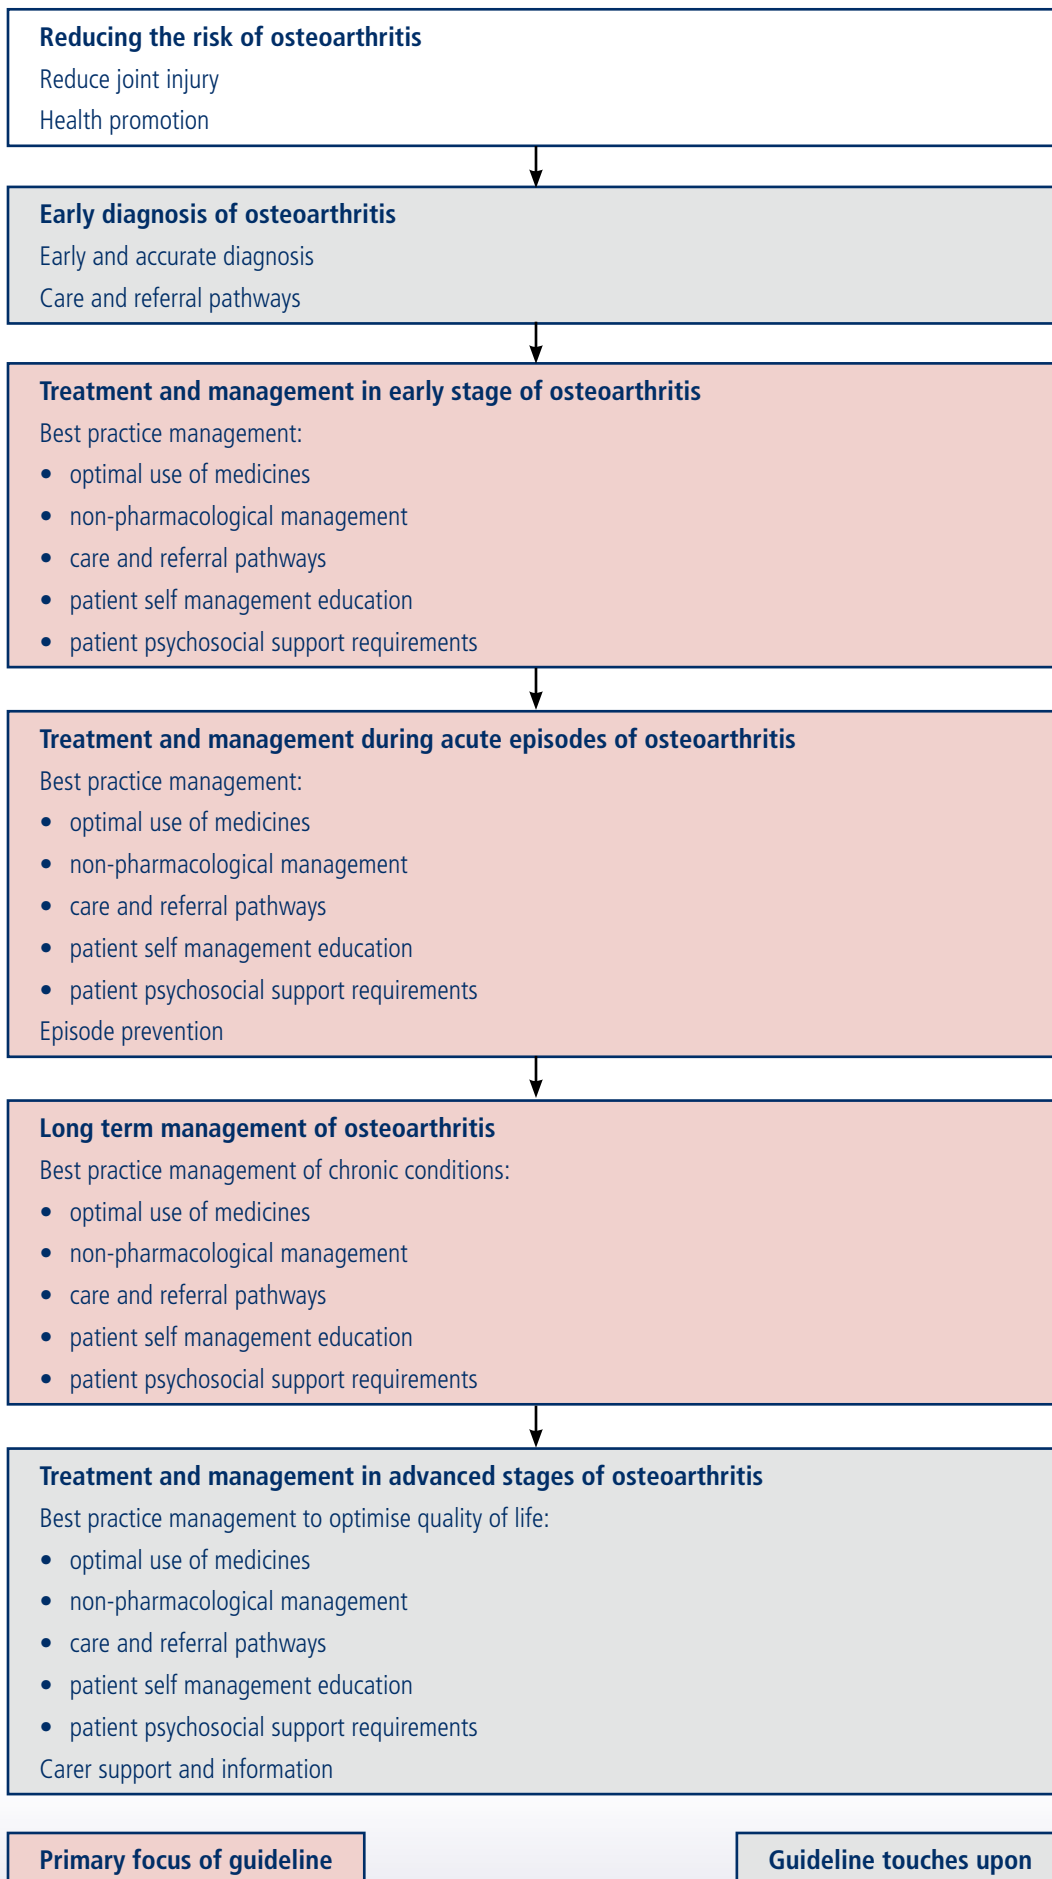 Reducing the risk of osteoarthritis
Reduce joint injury
Health promotion
Early diagnosis of osteoarthritis
Early and accurate diagnosis
Care and referral pathways
Treatment and management in early stage of osteoarthritis
Best practice management:
• optimal use of medicines
• non-pharmacological management
• care and referral pathways
• patient self management education
• patient psychosocial support requirements
Treatment and management during acute episodes of osteoarthritis
Best practice management:
• optimal use of medicines
• non-pharmacological management
• care and referral pathways
• patient self management education
• patient psychosocial support requirements
Episode prevention
Long term management of osteoarthritis
Best practice management of chronic conditions:
• optimal use of medicines
• non-pharmacological management
• care and referral pathways
• patient self management education
• patient psychosocial support requirements
Treatment and management in advanced stages of osteoarthritis
Best practice management to optimise quality of life:
• optimal use of medicines
• non-pharmacological management
• care and referral pathways
• patient self management education
• patient psychosocial support requirements
Carer support and information
Primary focus of guideline
Guideline touches upon